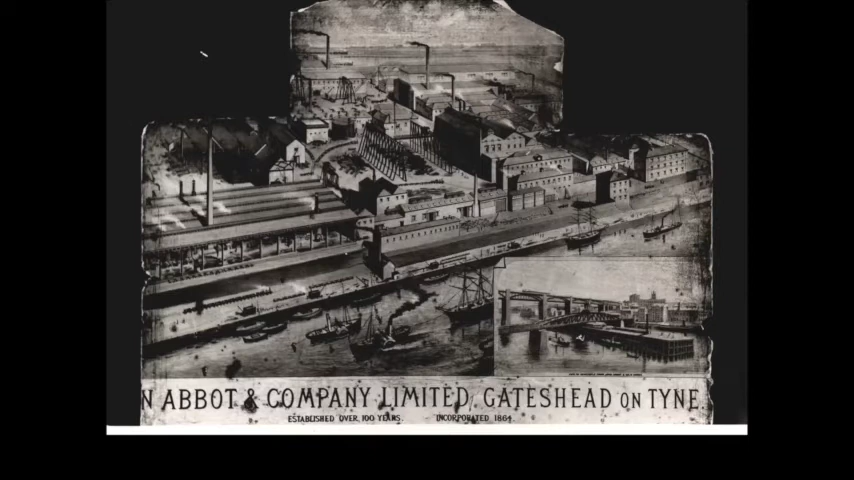 N ABBOT & COMPANY LIMITED, GATESHEAD ON TYNE
ESTABLISHED OVER 100 YEARS. INCORPORATED 1864.